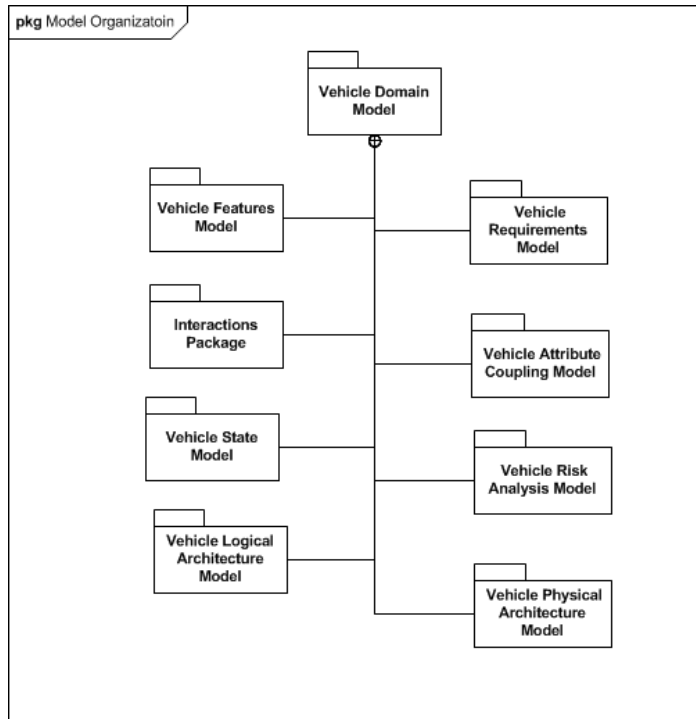 pkg Model Organizatoin
Vehicle Domain
Model
Vehicle Features
Model
Vehicle
Requirements
Model
Interactions
Package
Vehicle Attribute
Coupling Model
Vehicle State
Model
Vehicle Risk
Analysis Model
Vehicle Logical
Architecture
Model
Vehicle Physical
Architecture
Model